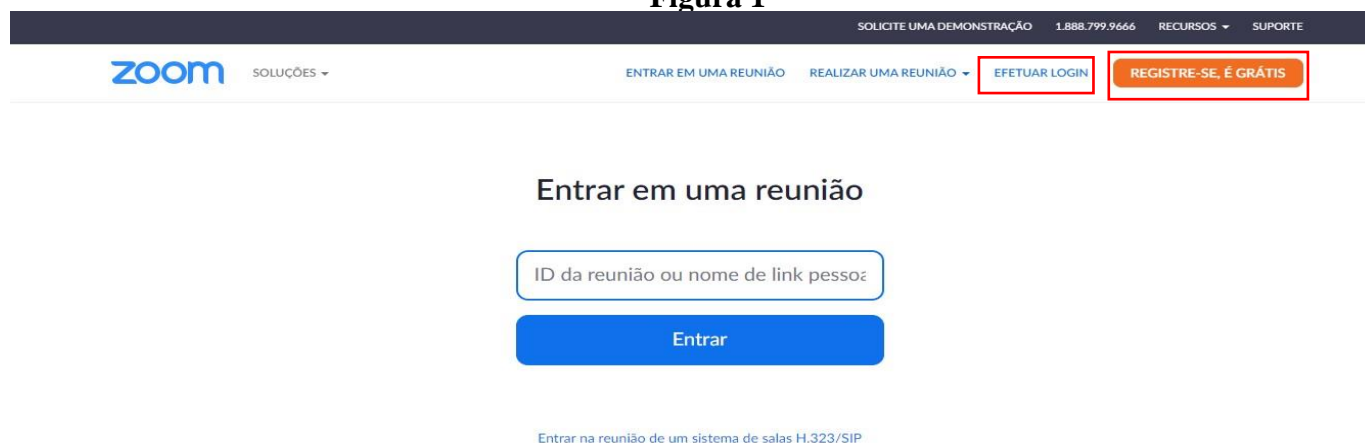 Figura 1
SOLICITE UMA DEMONSTRAÇÃO 1.888.799.9666 RECURSOS SUPORTE
zoom SOLUÇÕES ENTRAR EM UMA REUNIÃO REALIZAR UMA REUNIÃO EFETUAR LOGIN REGISTRE-SE, É GRÁTIS
Entrar em uma reunião
ID da reunião ou nome de link pessoa
Entrar
Entrar na reunião de um sistema de salas H.323/SIP